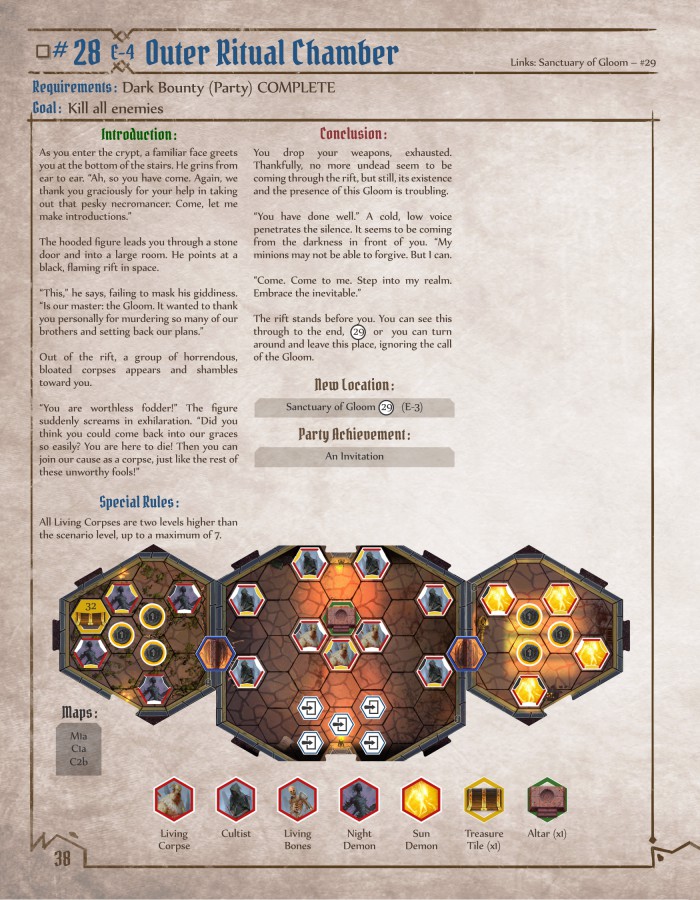 #28 E-4 Outer Ritual Chamber
Links: Sanctuary of Gloom – #29
Requirements: Dark Bounty (Party) COMPLETE
Goal: Kill all enemies
Introduction:
As you enter the crypt, a familiar face greets
you at the bottom of the stairs. He grins from
ear to ear. “Ah, so you have come. Again, we
thank you graciously for your help in taking
out that pesky necromancer. Come, let me
make introductions.”
The hooded figure leads you through a stone
door and into a large room. He points at a
black, flaming rift in space.
“This,” he says, failing to mask his giddiness.
“Is our master: the Gloom. It wanted to thank
you personally for murdering so many of our
brothers and setting back our plans.”
Out of the rift, a group of horrendous,
bloated corpses appears and shambles
toward you.
“You are worthless fodder!” The figure
suddenly screams in exhilaration. “Did you
think you could come back into our graces
so easily? You are here to die! Then you can
join our cause as a corpse, just like the rest of
these unworthy fools!”
Special Rules:
All Living Corpses are two levels higher than
the scenario level, up to a maximum of 7.
Conclusion:
You drop your weapons, exhausted.
Thankfully, no more undead seem to be
coming through the rift, but still, its existence
and the presence of this Gloom is troubling.
“You have done well.” A cold, low voice
penetrates the silence. It seems to be coming
from the darkness in front of you. “My
minions may not be able to forgive. But I can.
“Come. Come to me. Step into my realm.
Embrace the inevitable.”
The rift stands before you. You can see this
through to the end, 29 or you can turn
around and leave this place, ignoring the call
of the Gloom.
New Location:
Sanctuary of Gloom 29 (E-3)
Party Achievement:
An Invitation
32
1
1
1
1
1
1
Maps:
M1a
C1a
C2b
Living
Corpse
Cultist
Living
Bones
Night
Demon
Sun
Demon
Treasure
Tile (x1)
Altar (x1)
38